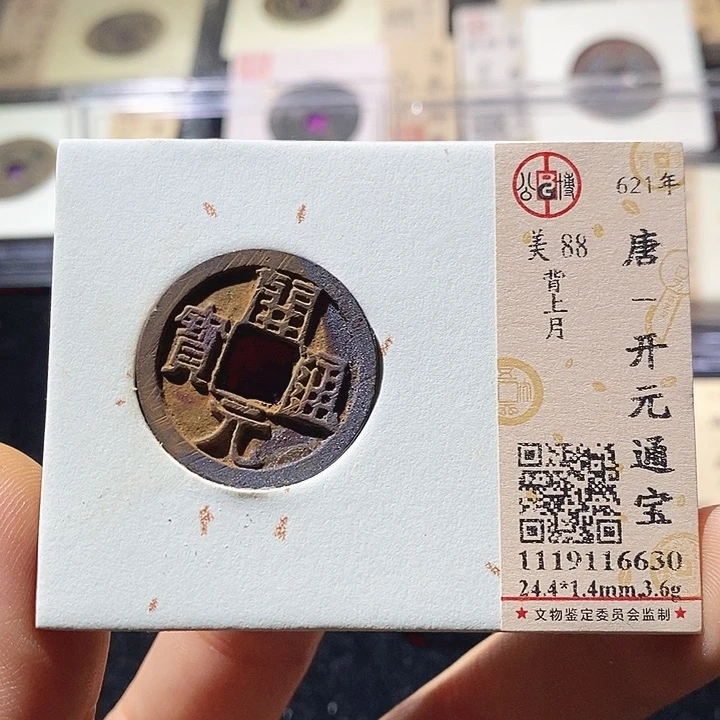 開元通寶
公博
621年
唐一开元通宝
美 88
背上月
1119116630
24.4*1.4mm,3.6g
★文物鉴定委员会监制★